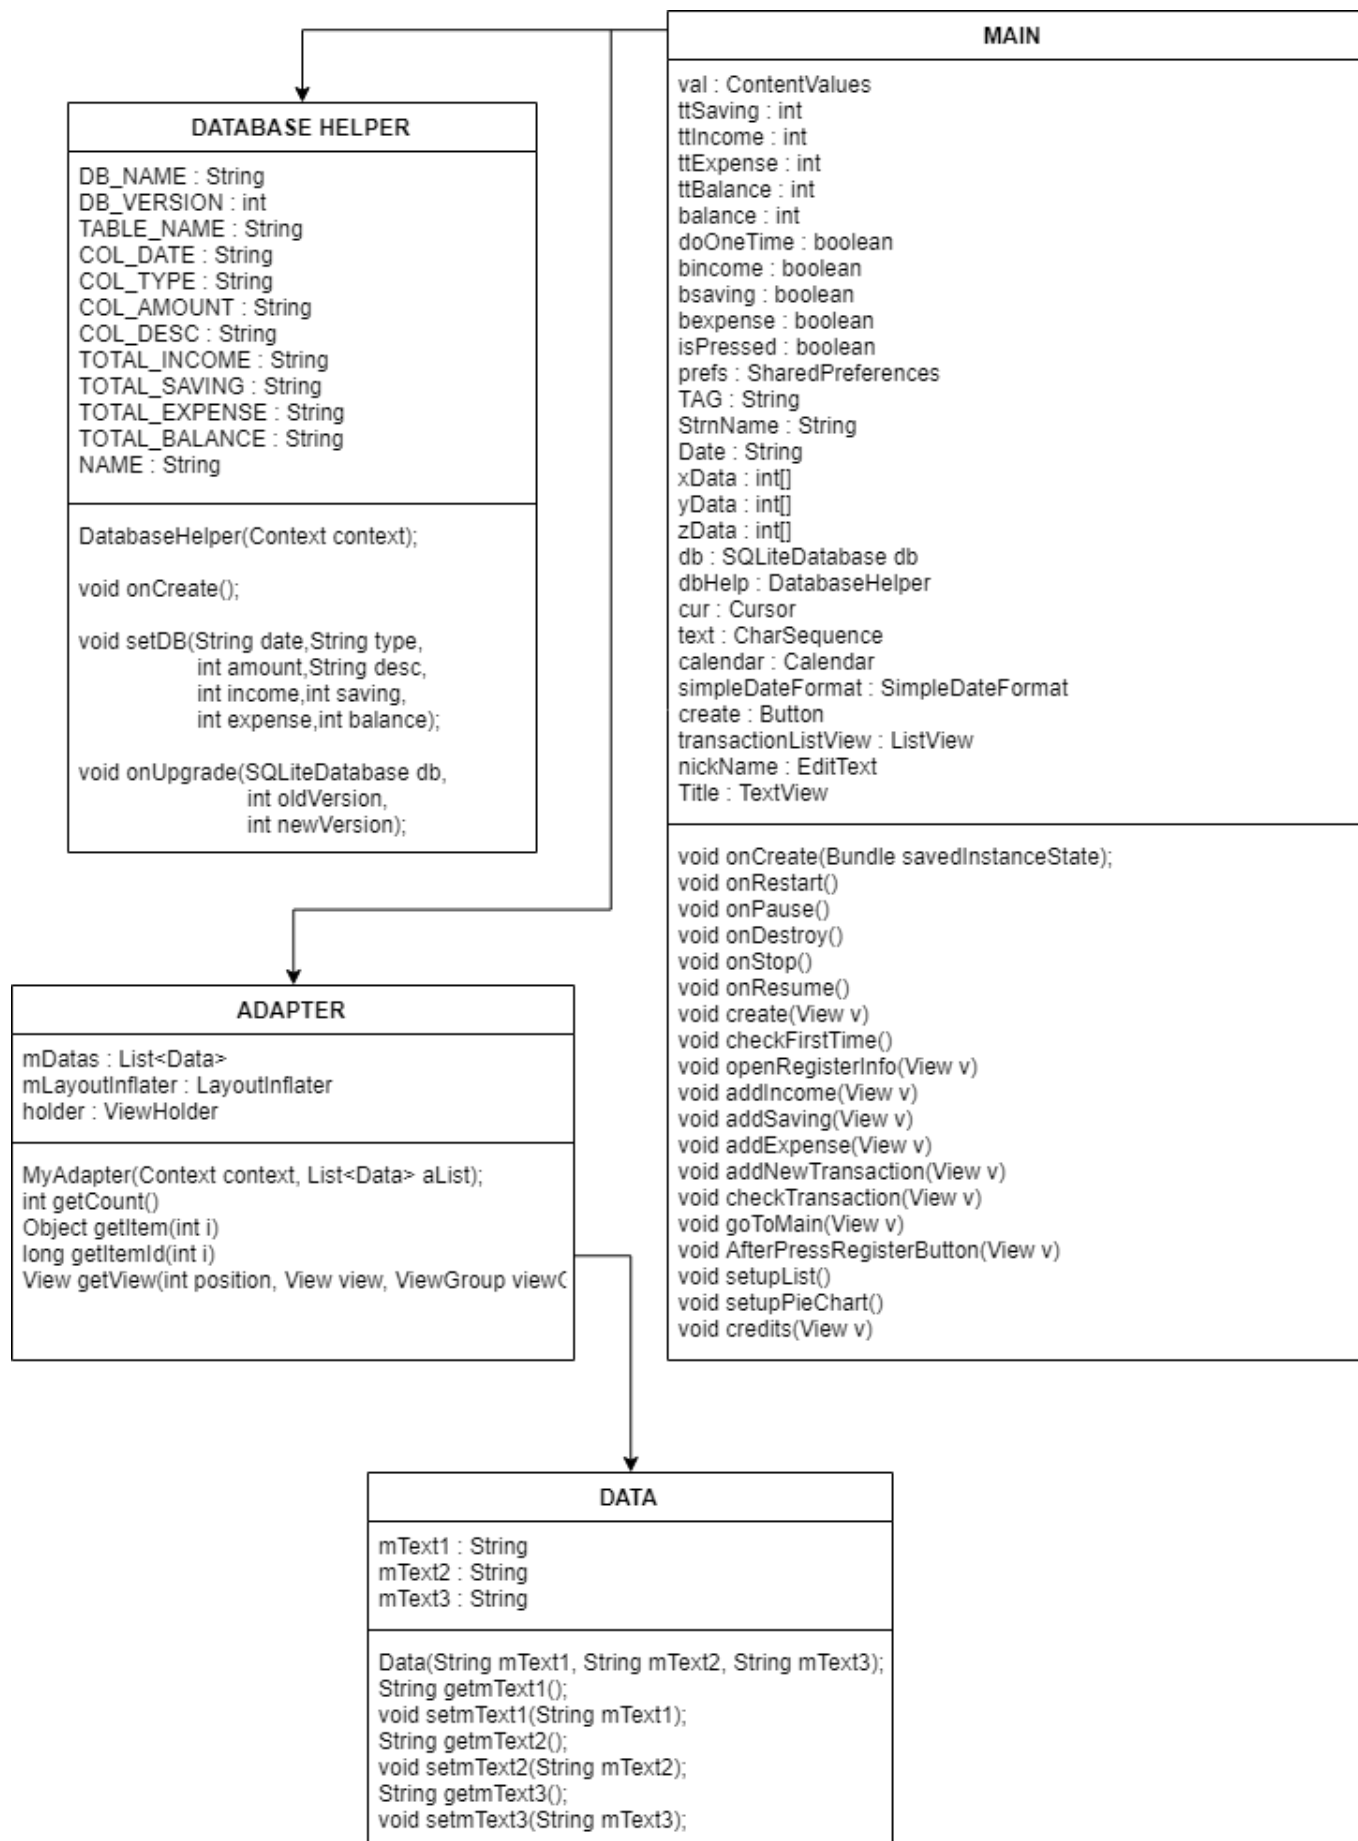 MAIN
val : ContentValues
ttSaving : int
ttIncome : int
ttExpense : int
ttBalance : int
balance : int
doOneTime : boolean
bincome : boolean
bsaving : boolean
bexpense : boolean
isPressed : boolean
prefs : SharedPreferences
TAG : String
StrnName : String
Date : String
xData : int[]
yData : int[]
zData : int[]
db : SQLiteDatabase db
dbHelp : DatabaseHelper
cur : Cursor
text : CharSequence
calendar : Calendar
simpleDateFormat : SimpleDateFormat
create : Button
transactionListView : ListView
nickName : EditText
Title : TextView
void onCreate(Bundle savedInstanceState);
void onRestart()
void onPause()
void onDestroy()
void onStop()
void onResume()
void create(View v)
void checkFirstTime()
void openRegisterInfo(View v)
void addIncome(View v)
void addSaving(View v)
void addExpense(View v)
void addNewTransaction(View v)
void checkTransaction(View v)
void goToMain(View v)
void AfterPressRegisterButton(View v)
void setupList()
void setupPieChart()
void credits(View v)
DATABASE HELPER
DB_NAME : String
DB_VERSION : int
TABLE_NAME : String
COL_DATE : String
COL_TYPE : String
COL_AMOUNT : String
COL_DESC : String
TOTAL_INCOME : String
TOTAL_SAVING : String
TOTAL_EXPENSE : String
TOTAL_BALANCE : String
NAME : String
DatabaseHelper(Context context);
void onCreate();
void setDB(String date,String type,
int amount,String desc,
int income,int saving,
int expense,int balance);
void onUpgrade(SQLiteDatabase db,
int oldVersion,
int newVersion);
ADAPTER
mDatas : List<Data>
mLayoutInflater : LayoutInflater
holder : ViewHolder
MyAdapter(Context context, List<Data> aList);
int getCount()
Object getItem(int i)
long getItemId(int i)
View getView(int position, View view, ViewGroup
DATA
mText1 : String
mText2 : String
mText3 : String
Data(String mText1, String mText2, String mText3);
String getmText1();
void setmText1(String mText1);
String getmText2();
void setmText2(String mText2);
String getmText3();
void setmText3(String mText3);